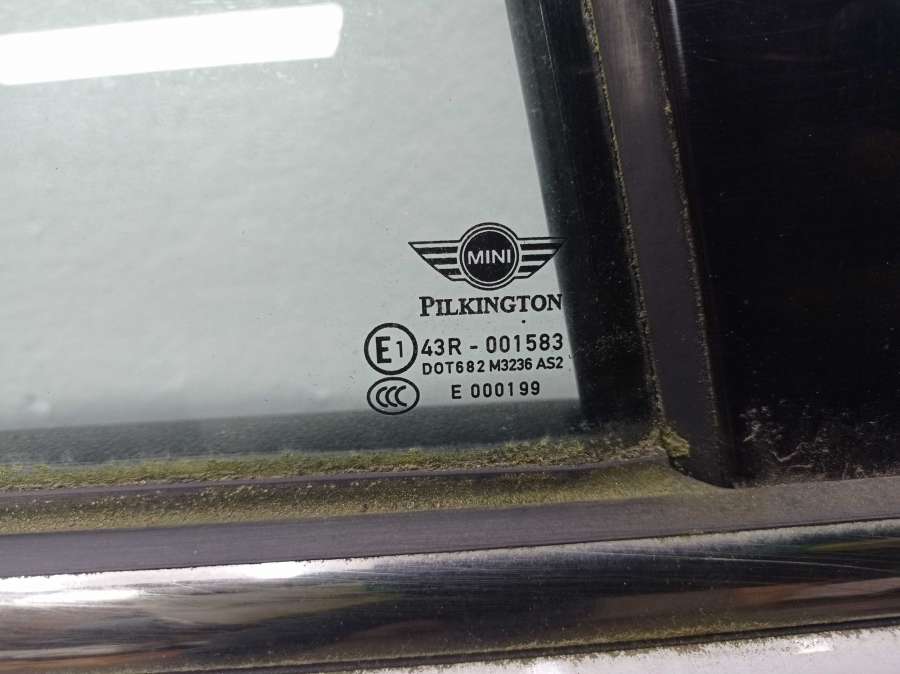 MINI
PILKINGTON
E1 43R - 001583
DOT682 M3236 AS2
CCC E 000199